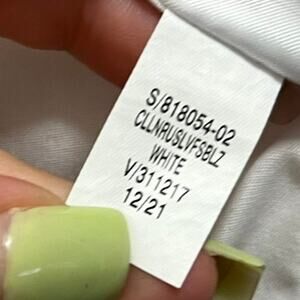 S/818054-02
CLLNRUSLVFSBLZ
WHITE
V/311217
12/21